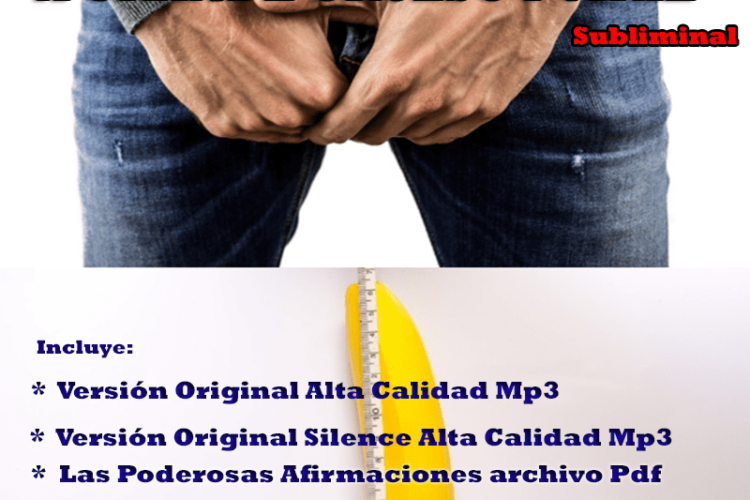 Subliminal
Incluye:
* Versión Original Alta Calidad Mp3
* Versión Original Silence Alta Calidad Mp3
* Las Poderosas Afirmaciones archivo Pdf